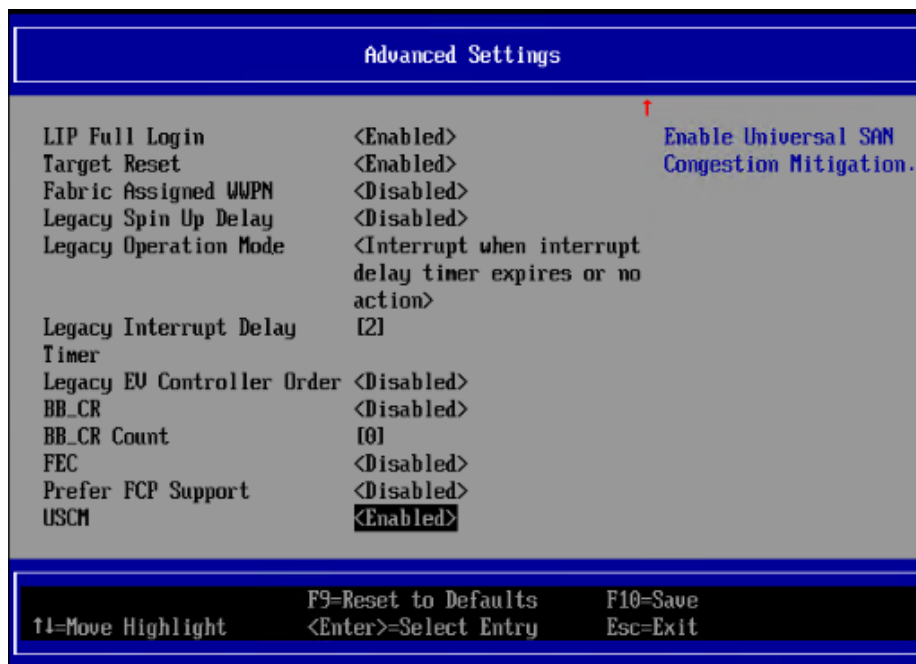 Advanced Settings
↑
LIP Full Login <Enabled> Enable Universal SAN
Target Reset <Enabled> Congestion Mitigation.
Fabric Assigned WWPN <Disabled>
Legacy Spin Up Delay <Disabled>
Legacy Operation Mode <Interrupt when interrupt
delay timer expires or no
action>
Legacy Interrupt Delay [2]
Timer
Legacy EV Controller Order <Disabled>
BB_CR <Disabled>
BB_CR Count [0]
FEC <Disabled>
Prefer FCP Support <Disabled>
USCM <Enabled>
F9=Reset to Defaults F10=Save
↑↓=Move Highlight <Enter>=Select Entry Esc=Exit